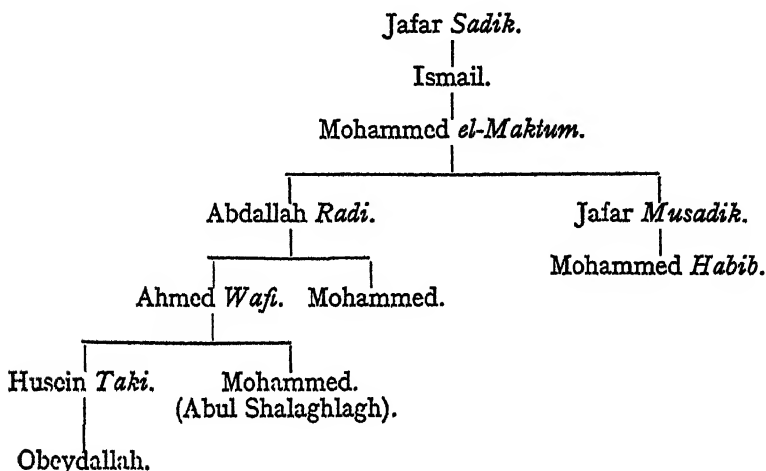 Jafar Sadik.
Ismail.
Mohammed el-Maktum.
Abdallah Radi. Jafar Musadik.
Mohammed Habib.
Ahmed Wafi. Mohammed.
Husein Taki. Mohammed.
(Abul Shalaghlagh).
Obeydallah.